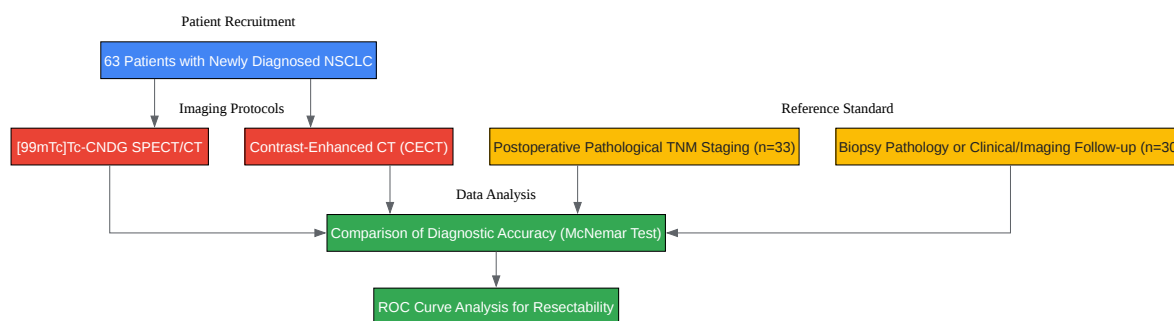 Patient Recruitment
63 Patients with Newly Diagnosed NSCLC
Imaging Protocols
Reference Standard
[99mTc]Tc-CNDG SPECT/CT
Contrast-Enhanced CT (CECT)
Postoperative Pathological TNM Staging (n=33)
Biopsy Pathology or Clinical/Imaging Follow-up (n=30
Data Analysis
Comparison of Diagnostic Accuracy (McNemar Test)
ROC Curve Analysis for Resectability